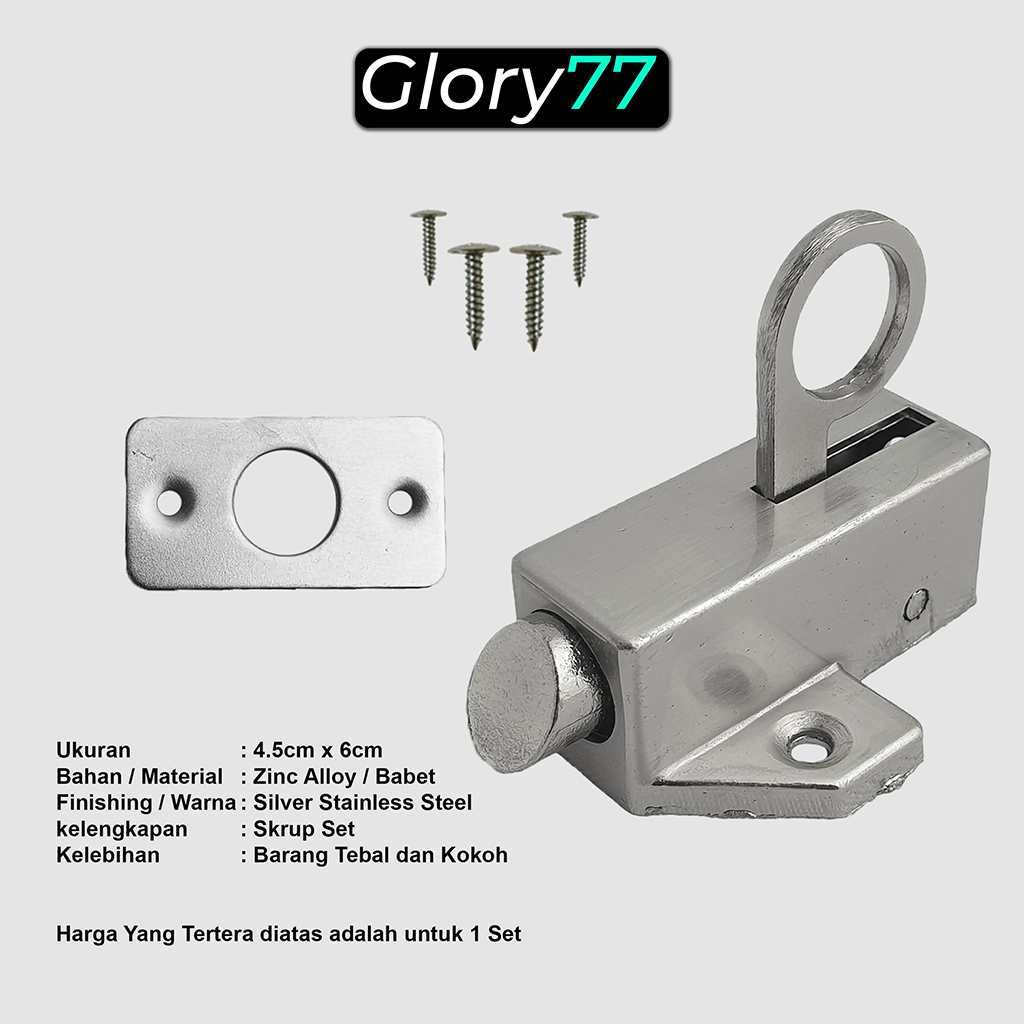 Glory77
Ukuran : 4.5cm x 6cm
Bahan / Material : Zinc Alloy / Babet
Finishing / Warna : Silver Stainless Steel
kelengkapan : Skrup Set
Kelebihan : Barang Tebal dan Kokoh
Harga Yang Tertera diatas adalah untuk 1 Set